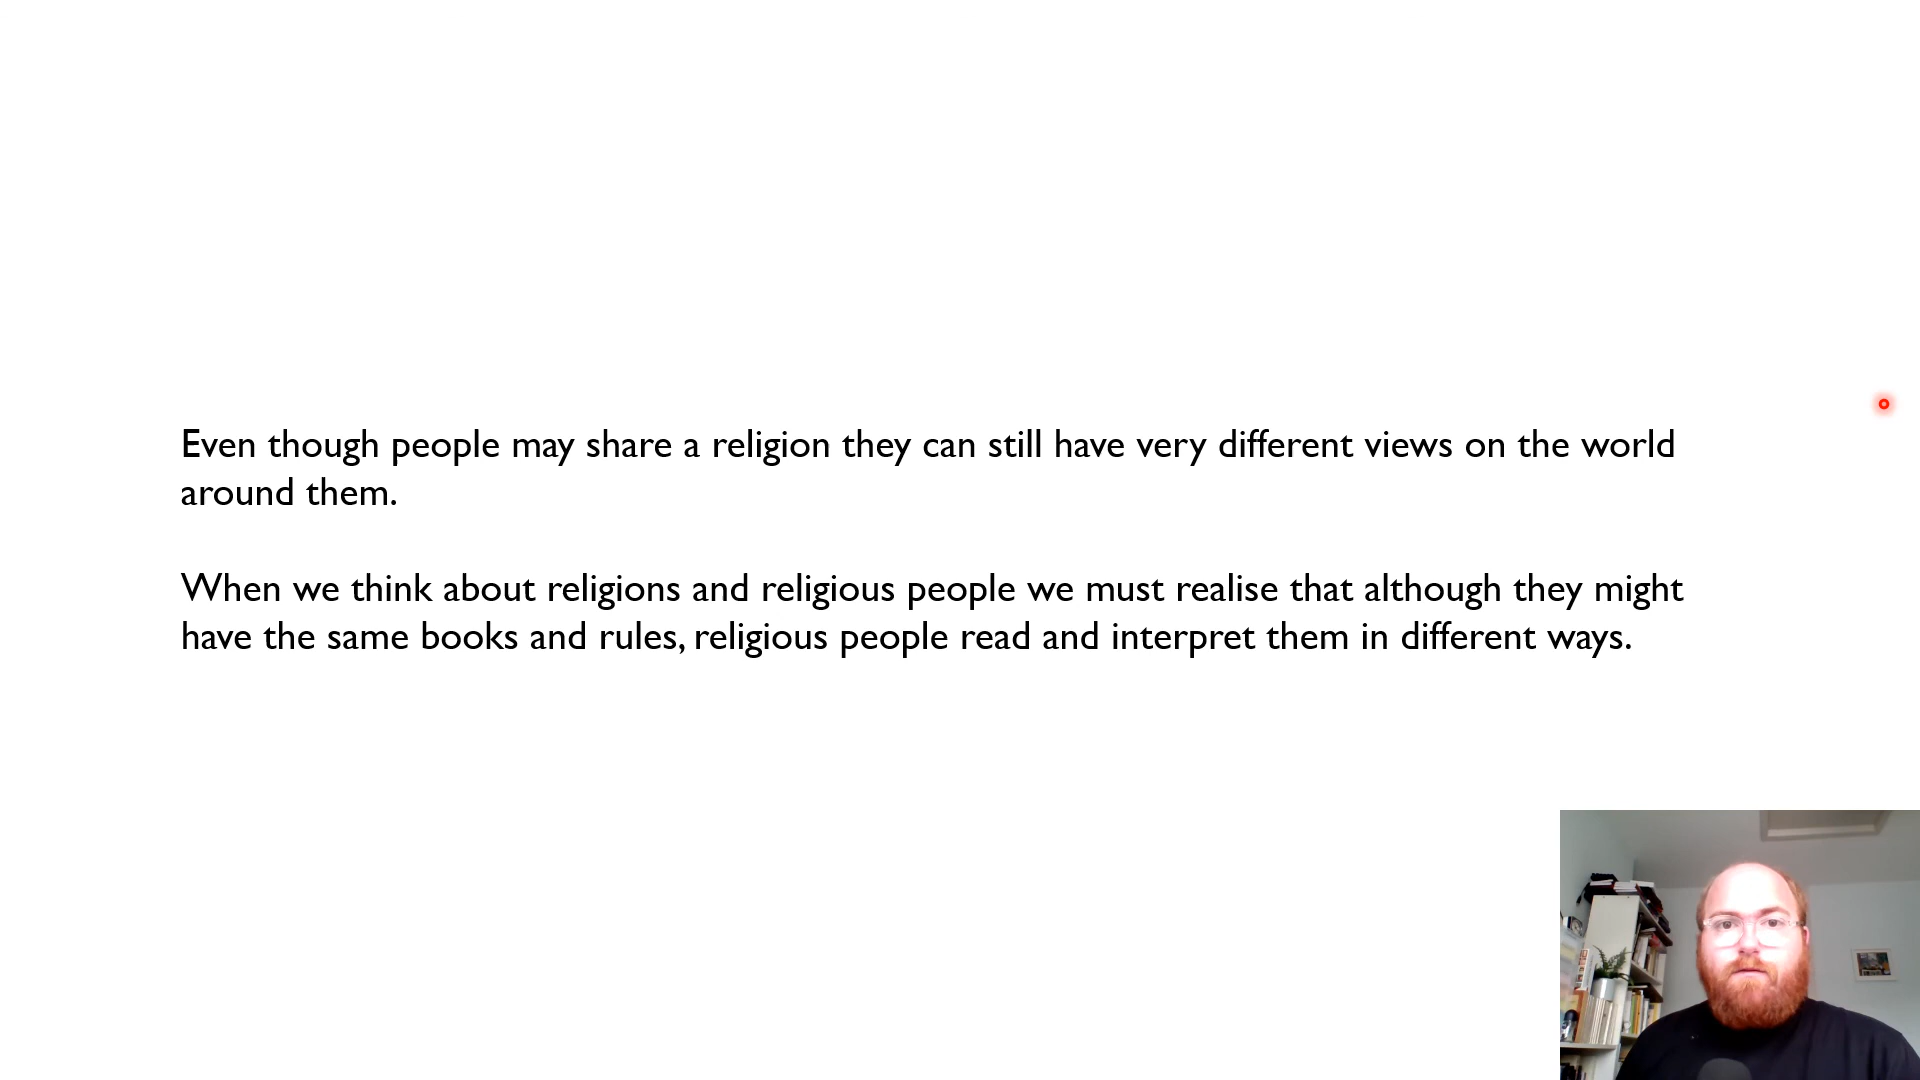 Even though people may share a religion they can still have very different views on the world
around them.
When we think about religions and religious people we must realise that although they might
have the same books and rules, religious people read and interpret them in different ways.